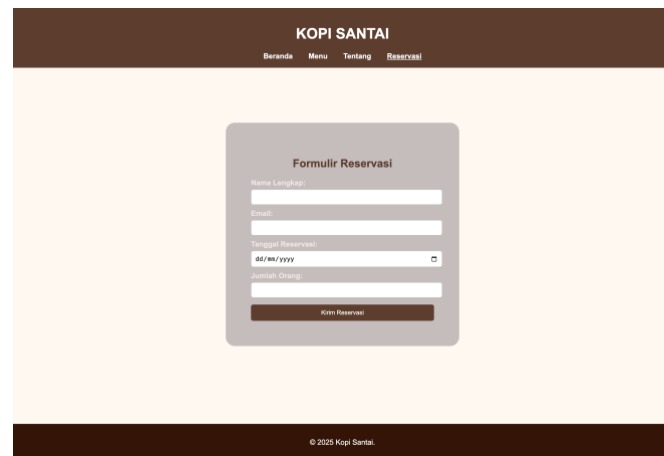 KOPI SANTAI
Beranda Menu Tentang Reservasi
Formulir Reservasi
Nama Lengkap:
Email:
Tanggal Reservasi:
dd/mm/yyyy
Jumlah Orang:
Kirim Reservasi
© 2025 Kopi Santai.